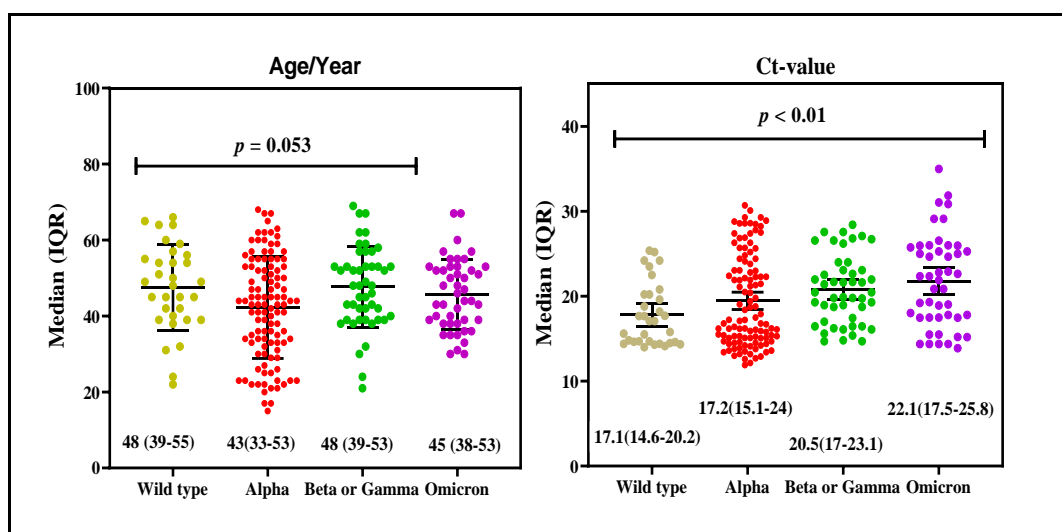 Age/Year
Median (IQR)
100
80
60
40
20
0
p = 0.053
48 (39-55)
43(33-53)
48 (39-53)
45 (38-53)
Wild type
Alpha
Beta or Gamma
Omicron
Ct-value
Median (IQR)
40
30
20
10
0
p < 0.01
17.1(14.6-20.2)
17.2(15.1-24)
20.5(17-23.1)
22.1(17.5-25.8)
Wild type
Alpha
Beta or Gamma
Omicron